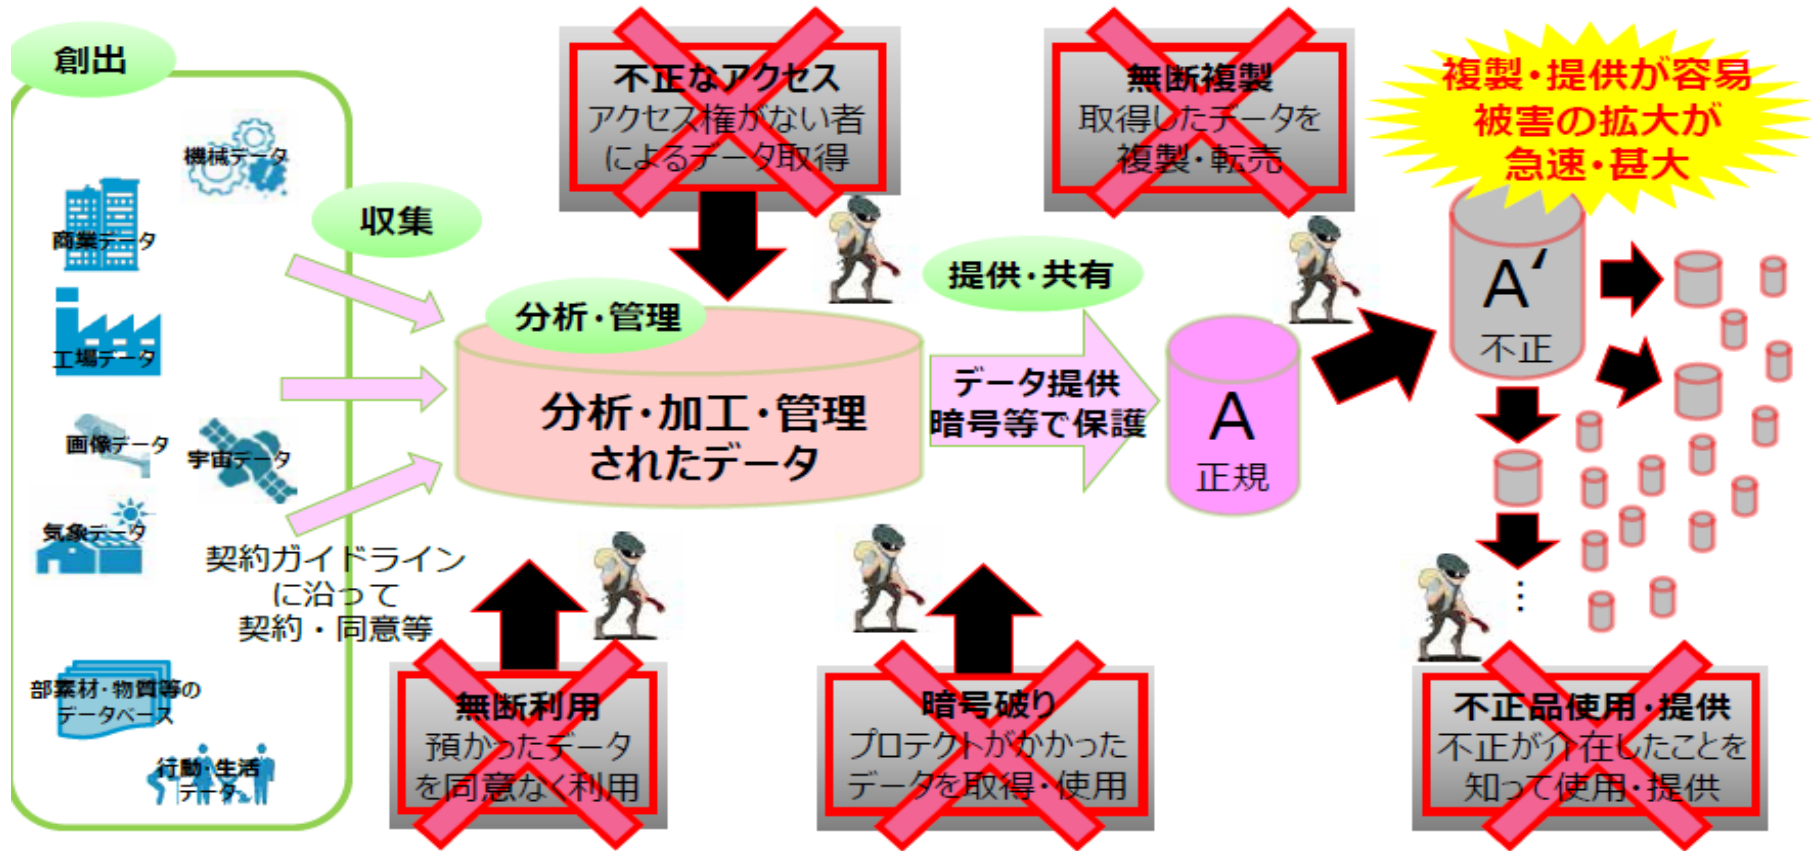 創出
機械データ
商業データ
工場データ
画像データ
宇宙データ
気象データ
部素材・物質等の
データベース
行動・生活
データ
収集
契約ガイドライン
に沿って
契約・同意等
不正なアクセス
アクセス権がない者
によるデータ取得
分析・管理
分析・加工・管理
されたデータ
無断利用
預かったデータ
を同意なく利用
提供・共有
データ提供
暗号等で保護
暗号破り
プロテクトがかかった
データを取得・使用
A
正規
無断複製
取得したデータを
複製・転売
複製・提供が容易
被害の拡大が
急速・甚大
A‘
不正
⋮
不正品使用・提供
不正が介在したことを
知って使用・提供